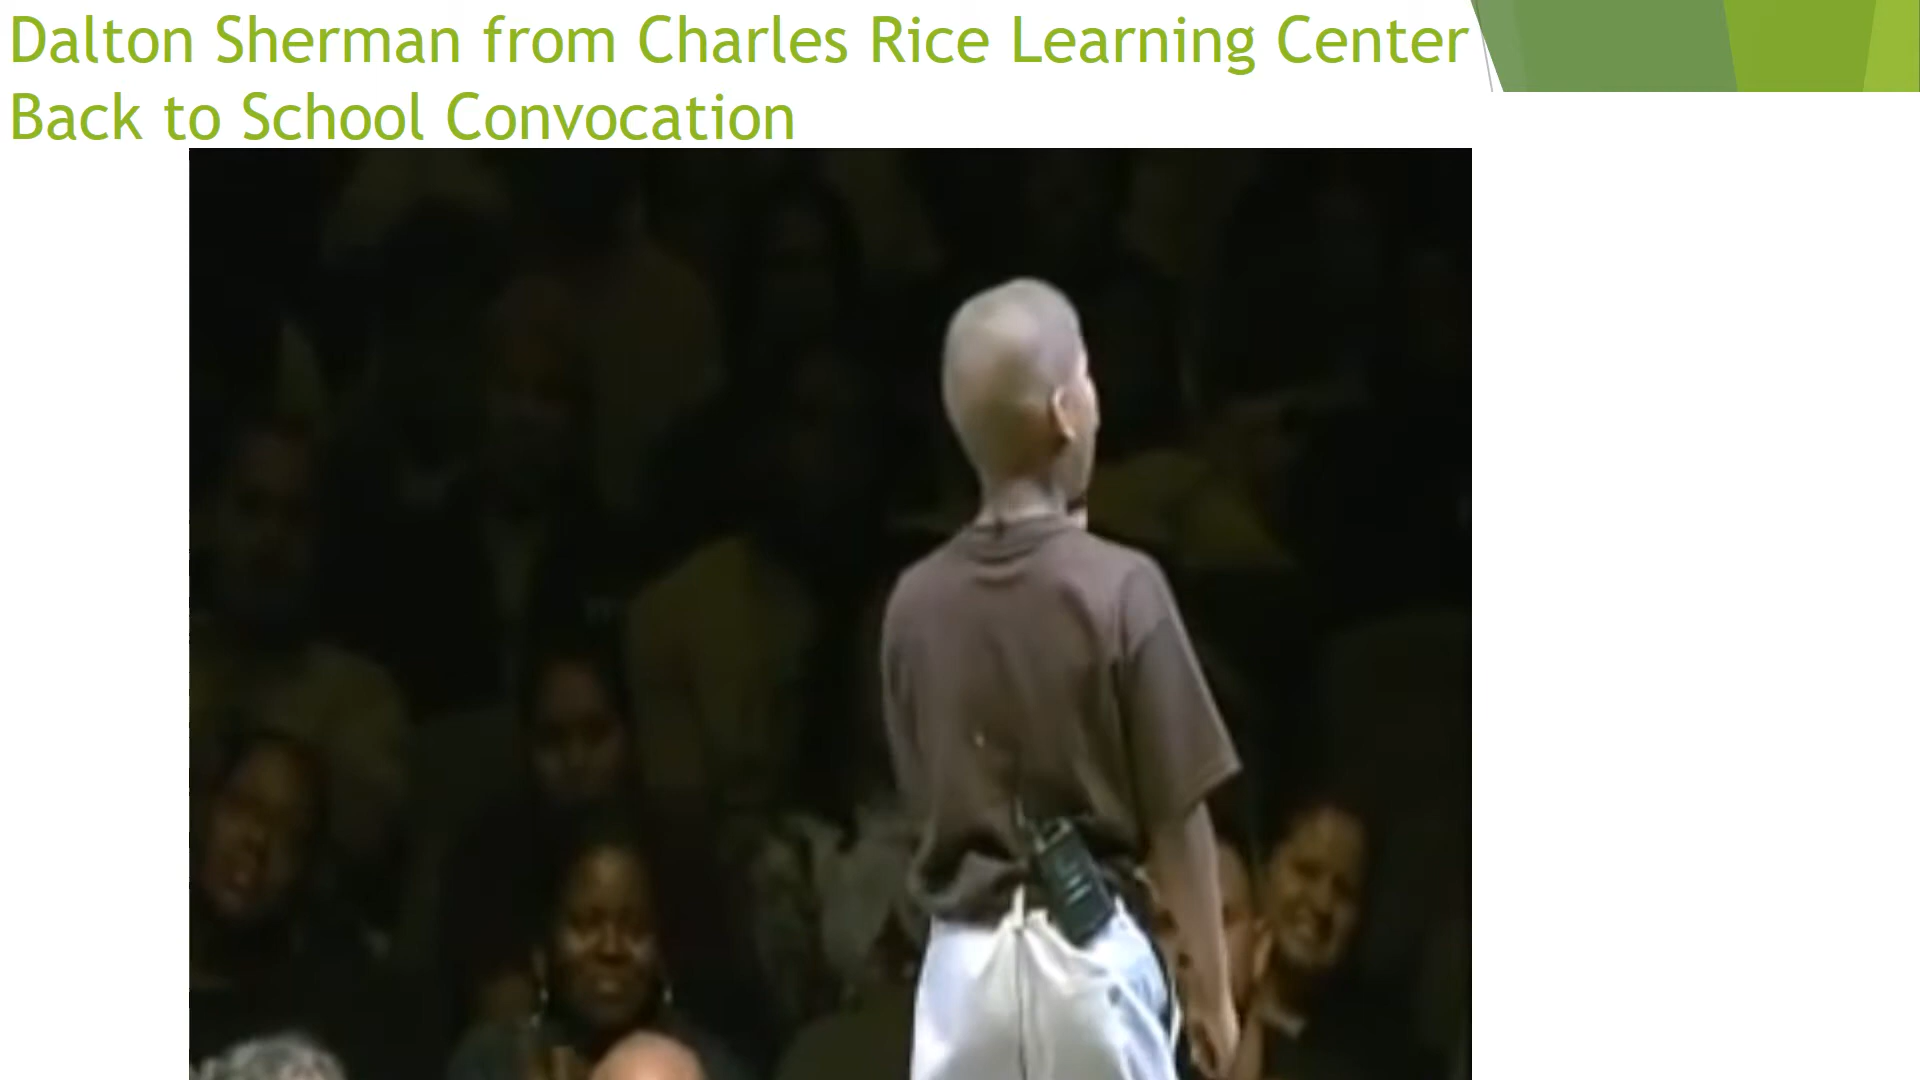 Dalton Sherman from Charles Rice Learning Center
Back to School Convocation